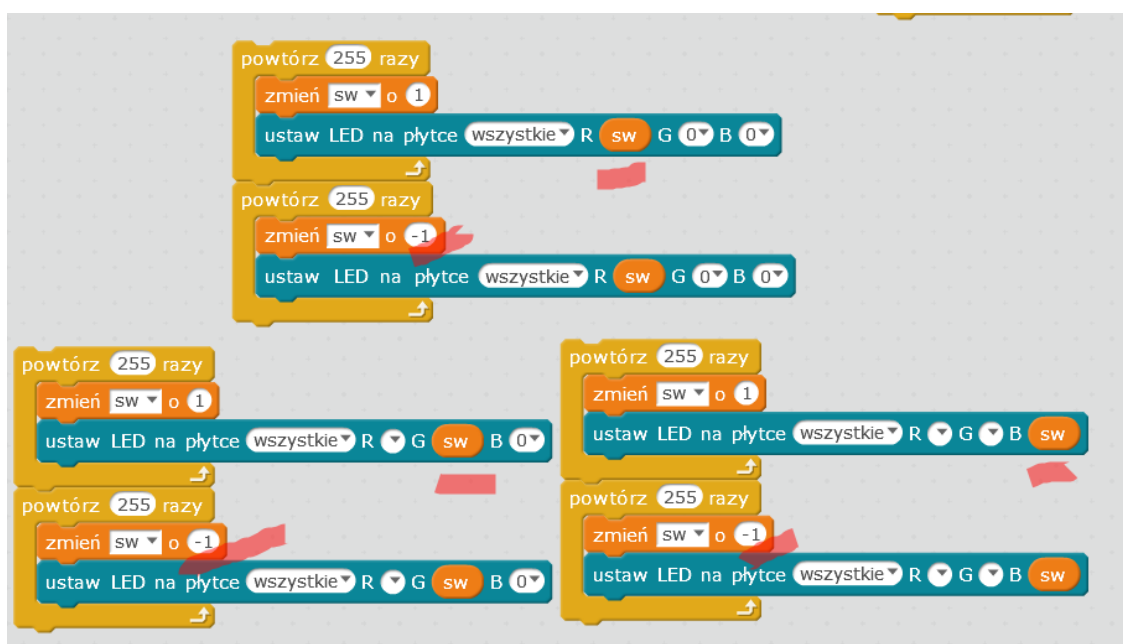 powtórz 255 razy
zmień sw o 1
ustaw LED na płytce wszystkie R sw G 0 B 0
powtórz 255 razy
zmień sw o -1
ustaw LED na płytce wszystkie R sw G 0 B 0
powtórz 255 razy
zmień sw o 1
ustaw LED na płytce wszystkie R G sw B 0
powtórz 255 razy
zmień sw o -1
ustaw LED na płytce wszystkie R G sw B 0
powtórz 255 razy
zmień sw o 1
ustaw LED na płytce wszystkie R G B sw
powtórz 255 razy
zmień sw o -1
ustaw LED na płytce wszystkie R G B sw